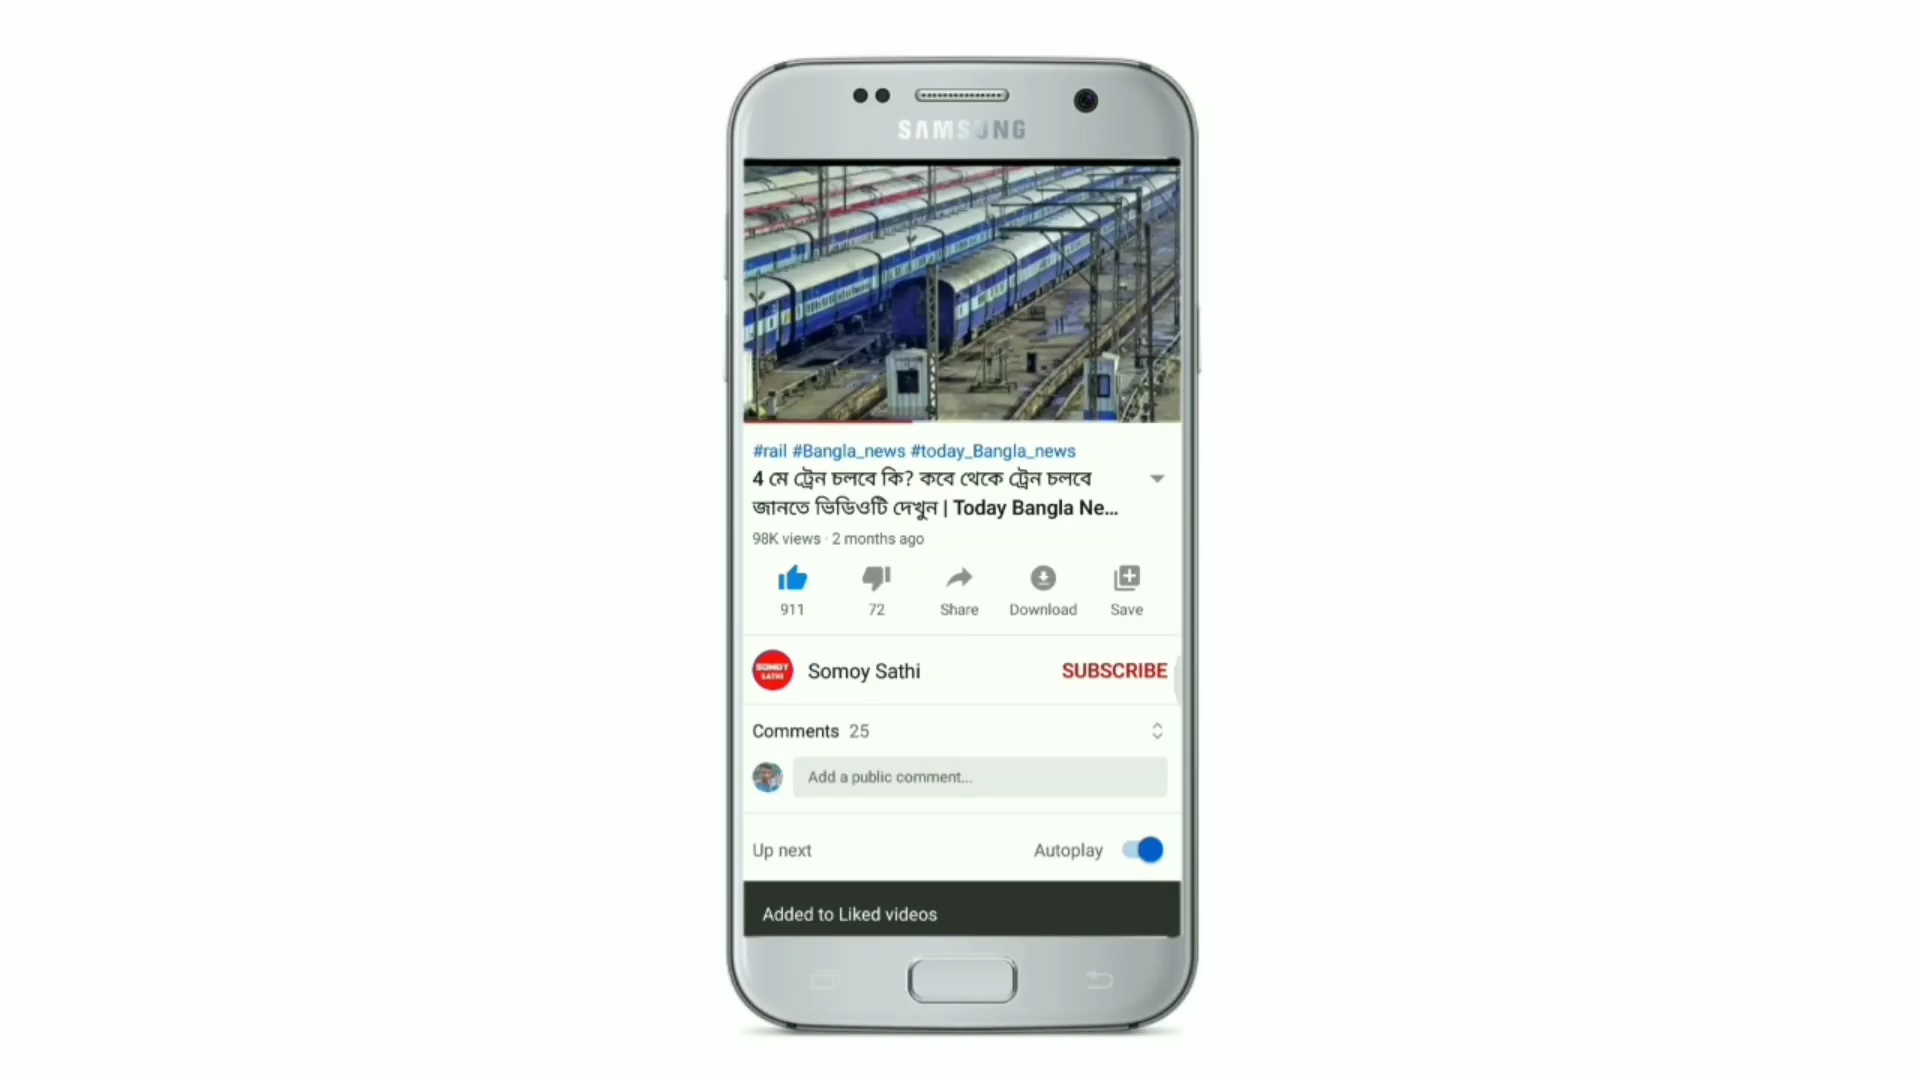 SAMSUNG
#rail #Bangla_news #today_Bangla_news
4 মে ট্রেন চলবে কি? কবে থেকে ট্রেন চলবে
জানতে ভিডিওটি দেখুন | Today Bangla Ne...
98K views · 2 months ago
911 72 Share Download Save
SOMOY
SATHI
Somoy Sathi SUBSCRIBE
Comments 25
Add a public comment...
Up next Autoplay
Added to Liked videos